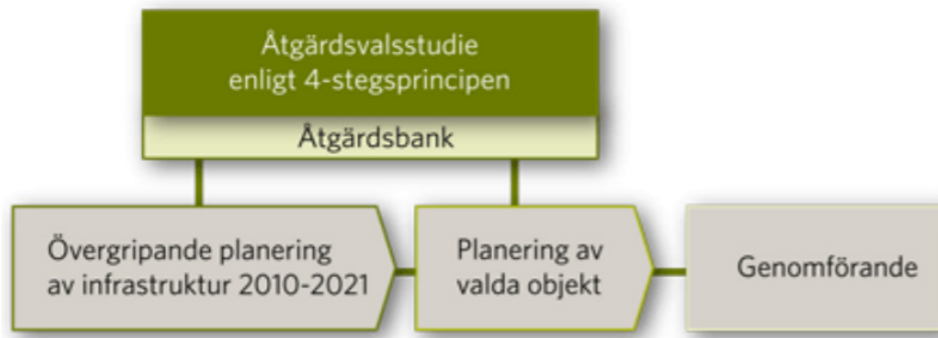 Åtgärdsvalsstudie
enligt 4-stegsprincipen
Åtgärdsbank
Övergripande planering
av infrastruktur 2010-2021
Planering av
valda objekt
Genomförande